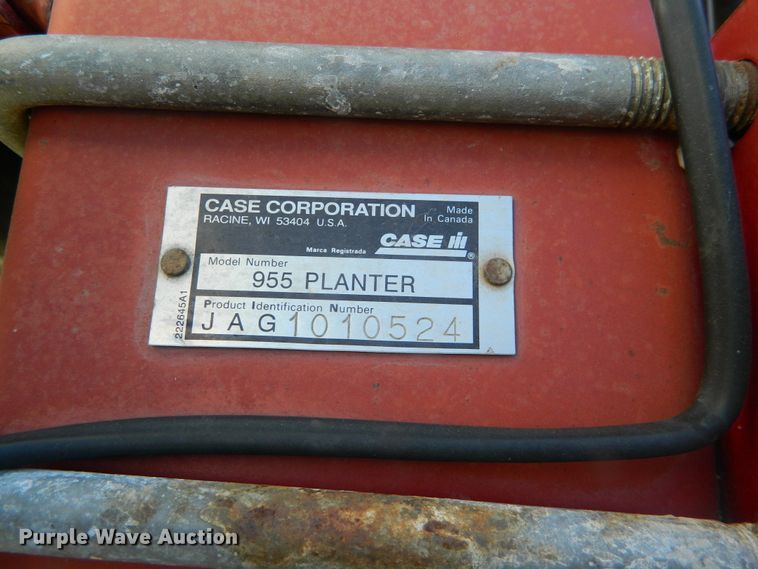 CASE CORPORATION
RACINE, WI 53404 U.S.A.
Made
In Canada
Marca Registrada
CASE IH®
Model Number
955 PLANTER
Product Identification Number
JAG1010524
222645A1
Purple Wave Auction